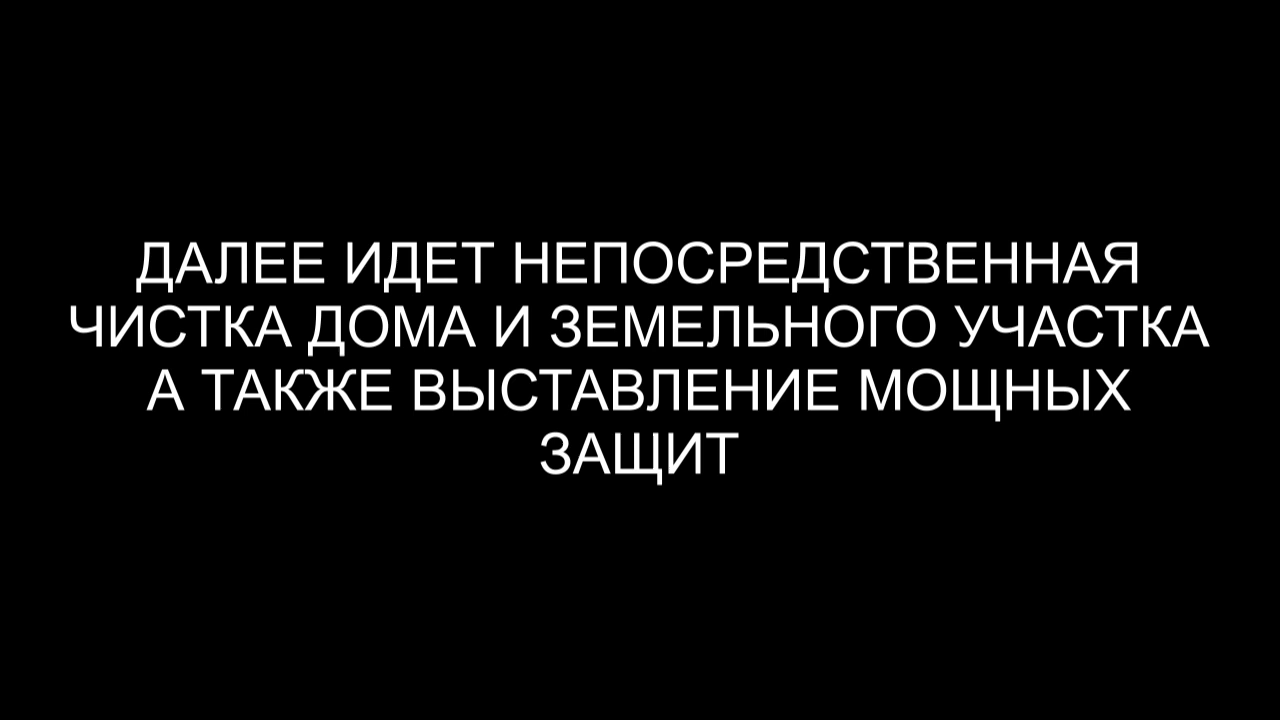 ДАЛЕЕ ИДЕТ НЕПОСРЕДСТВЕННАЯ
ЧИСТКА ДОМА И ЗЕМЕЛЬНОГО УЧАСТКА
А ТАКЖЕ ВЫСТАВЛЕНИЕ МОЩНЫХ
ЗАЩИТ